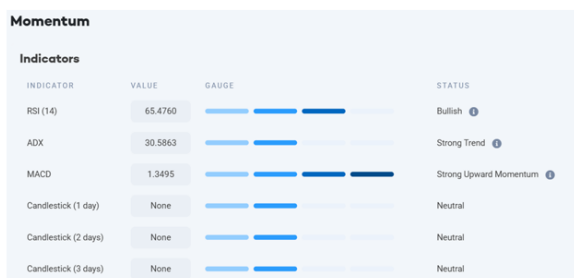 Momentum
Indicators
INDICATOR VALUE GAUGE STATUS
RSI (14) 65.4760 Bullish i
ADX 30.5863 Strong Trend i
MACD 1.3495 Strong Upward Momentum i
Candlestick (1 day) None Neutral
Candlestick (2 days) None Neutral
Candlestick (3 days) None Neutral